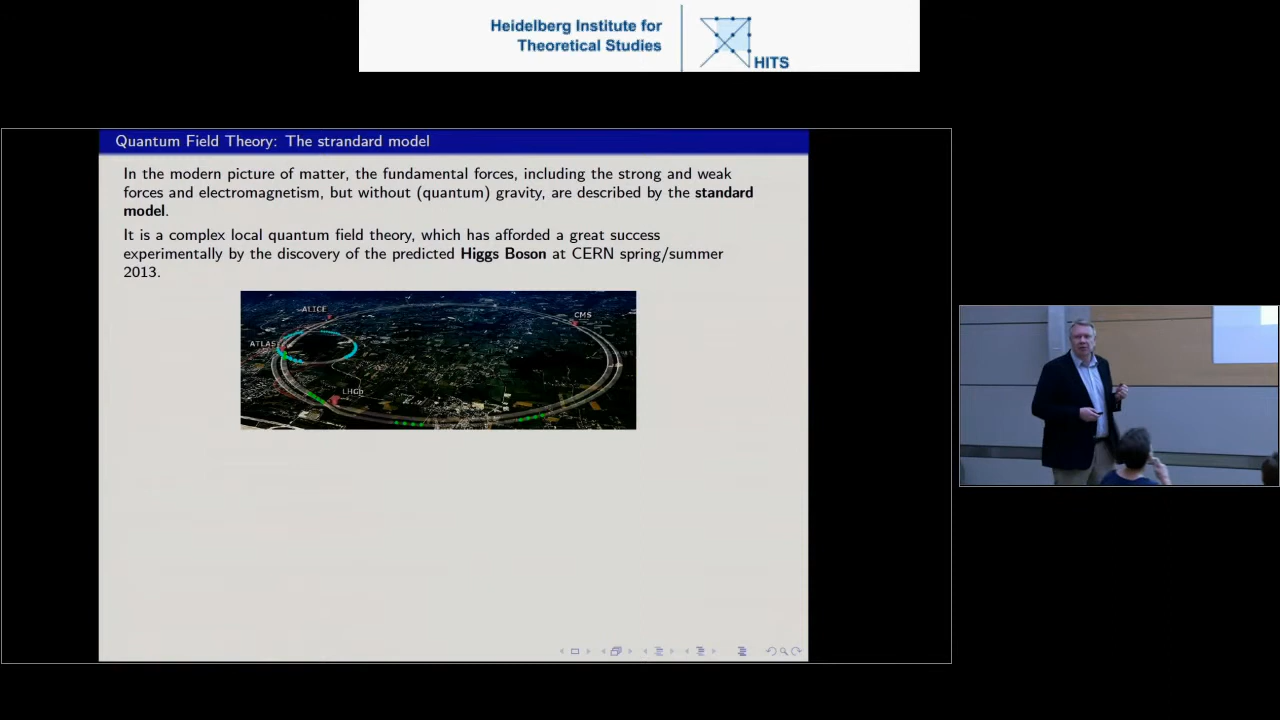 Heidelberg Institute for
Theoretical Studies
HITS
Quantum Field Theory: The strandard model
In the modern picture of matter, the fundamental forces, including the strong and weak
forces and electromagnetism, but without (quantum) gravity, are described by the standard
model.
It is a complex local quantum field theory, which has afforded a great success
experimentally by the discovery of the predicted Higgs Boson at CERN spring/summer
2013.
ALICE
CMS
ATLAS
LHCb